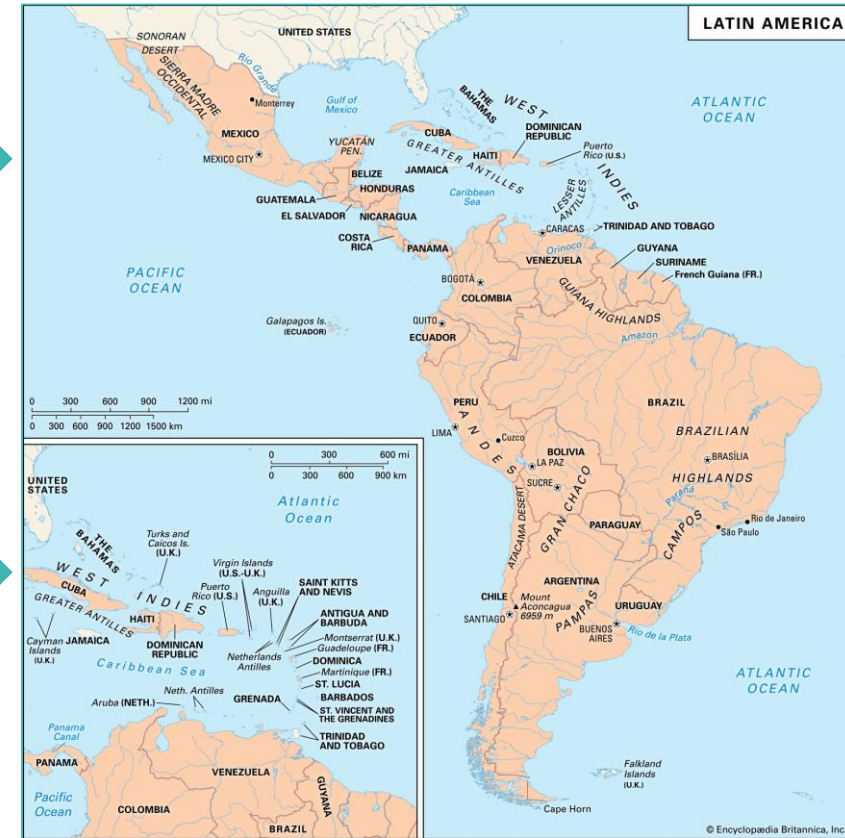 LATIN AMERICA
UNITED STATES
SONORAN
DESERT
SIERRA MADRE
OCCIDENTAL
Rio Grande
Monterrey
Gulf of
Mexico
MEXICO
MEXICO CITY
YUCATÁN
PEN.
THE
BAHAMAS
WEST
INDIES
ATLANTIC
OCEAN
CUBA
DOMINICAN
REPUBLIC
HAITI
Puerto
Rico (U.S.)
GREATER ANTILLES
JAMAICA
BELIZE
HONDURAS
GUATEMALA
EL SALVADOR
NICARAGUA
Caribbean
Sea
LESSER
ANTILLES
COSTA
RICA
PANAMA
CARACAS
TRINIDAD AND TOBAGO
Orinoco
VENEZUELA
GUYANA
SURINAME
French Guiana (FR.)
PACIFIC
OCEAN
BOGOTÁ
COLOMBIA
GUIANA HIGHLANDS
Galapagos Is.
(ECUADOR)
QUITO
ECUADOR
Amazon
PERU
BRAZIL
LIMA
ANDES
Cuzco
BRAZILIAN
HIGHLANDS
BOLIVIA
LA PAZ
BRASÍLIA
SUCRE
ATACAMA DESERT
GRAN CHACO
Paraná
PARAGUAY
CAMPOS
Rio de Janeiro
São Paulo
CHILE
Mount
Aconcagua
6959 m
ARGENTINA
SANTIAGO
PAMPAS
URUGUAY
BUENOS
AIRES
Rio de la Plata
ATLANTIC
OCEAN
Falkland
Islands
(U.K.)
Cape Horn
0 300 600 900 1200 mi
0 300 600 900 1200 1500 km
0 300 600 mi
0 300 600 900 km
UNITED
STATES
Atlantic
Ocean
THE
BAHAMAS
Turks and
Caicos Is.
(U.K.)
WEST
INDIES
CUBA
Virgin Islands
(U.S.-U.K.)
Puerto
Rico (U.S.)
Anguilla
(U.K.)
SAINT KITTS
AND NEVIS
GREATER ANTILLES
HAITI
ANTIGUA AND
BARBUDA
Cayman
Islands
(U.K.)
JAMAICA
DOMINICAN
REPUBLIC
Netherlands
Antilles
Montserrat (U.K.)
Guadeloupe (FR.)
DOMINICA
Martinique (FR.)
Caribbean Sea
ST. LUCIA
Aruba (NETH.)
Neth. Antilles
GRENADA
BARBADOS
ST. VINCENT AND
THE GRENADINES
TRINIDAD
AND TOBAGO
Panama
Canal
PANAMA
Pacific
Ocean
VENEZUELA
COLOMBIA
GUYANA
BRAZIL
© Encyclopædia Britannica, Inc.